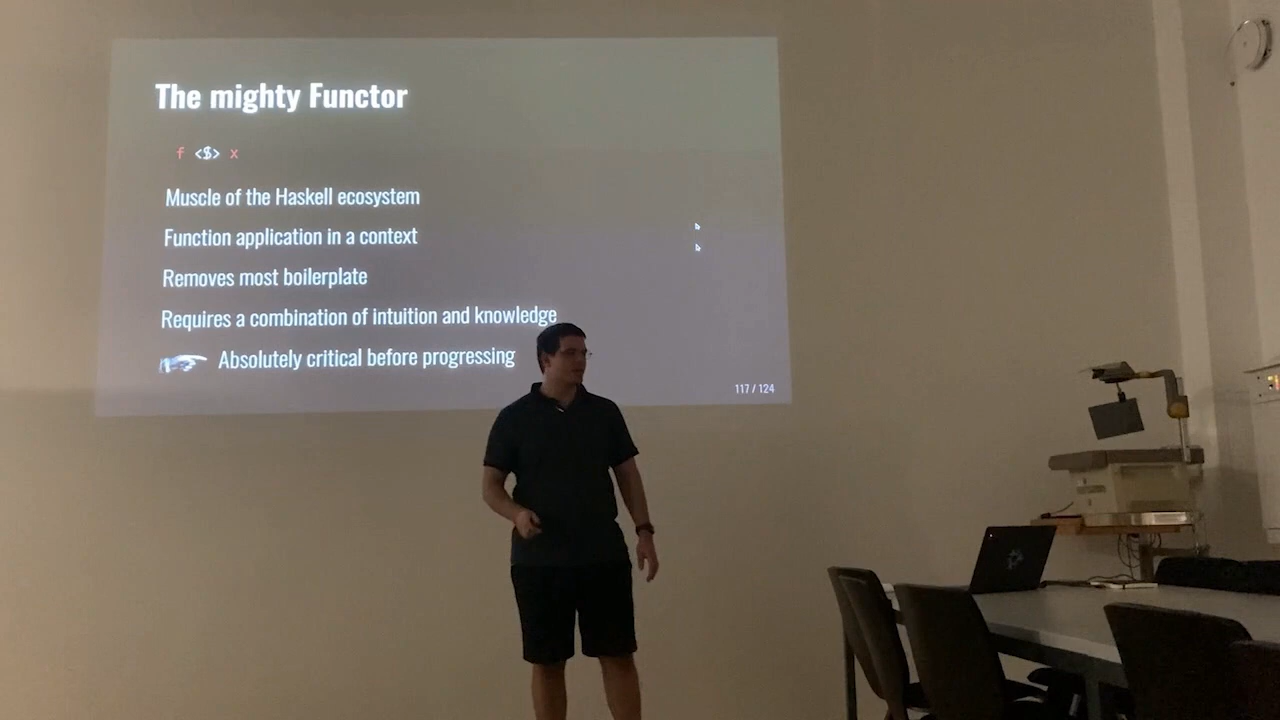 The mighty Functor
f <$> x
Muscle of the Haskell ecosystem
Function application in a context
Removes most boilerplate
Requires a combination of intuition and knowledge
Absolutely critical before progressing
117 / 124